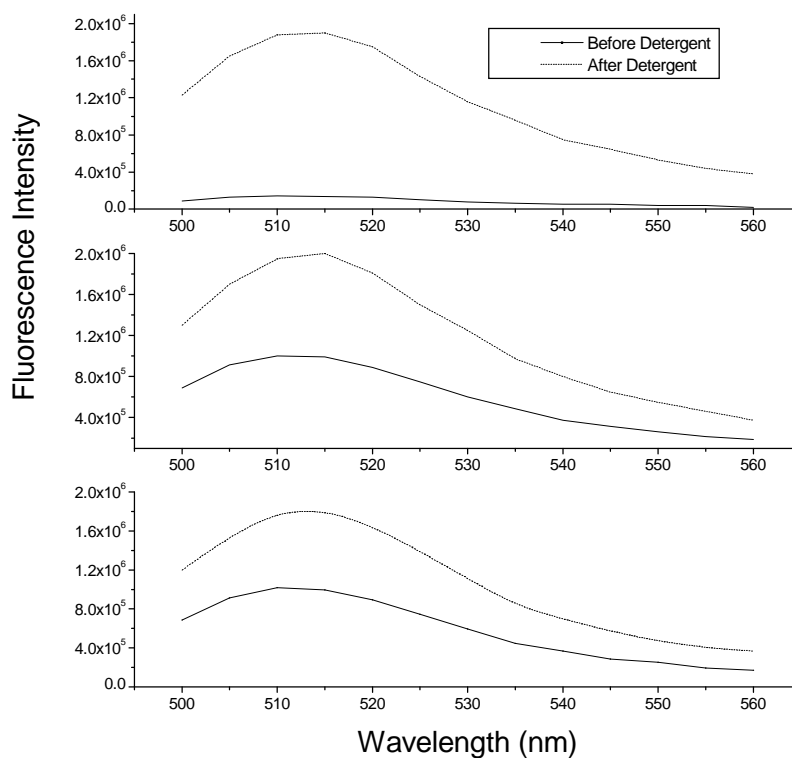 Fluorescence Intensity
2.0x10⁶
1.6x10⁶
1.2x10⁶
8.0x10⁵
4.0x10⁵
0.0
Before Detergent
After Detergent
500 510 520 530 540 550 560
2.0x10⁶
1.6x10⁶
1.2x10⁶
8.0x10⁵
4.0x10⁵
500 510 520 530 540 550 560
2.0x10⁶
1.6x10⁶
1.2x10⁶
8.0x10⁵
4.0x10⁵
0.0
500 510 520 530 540 550 560
Wavelength (nm)